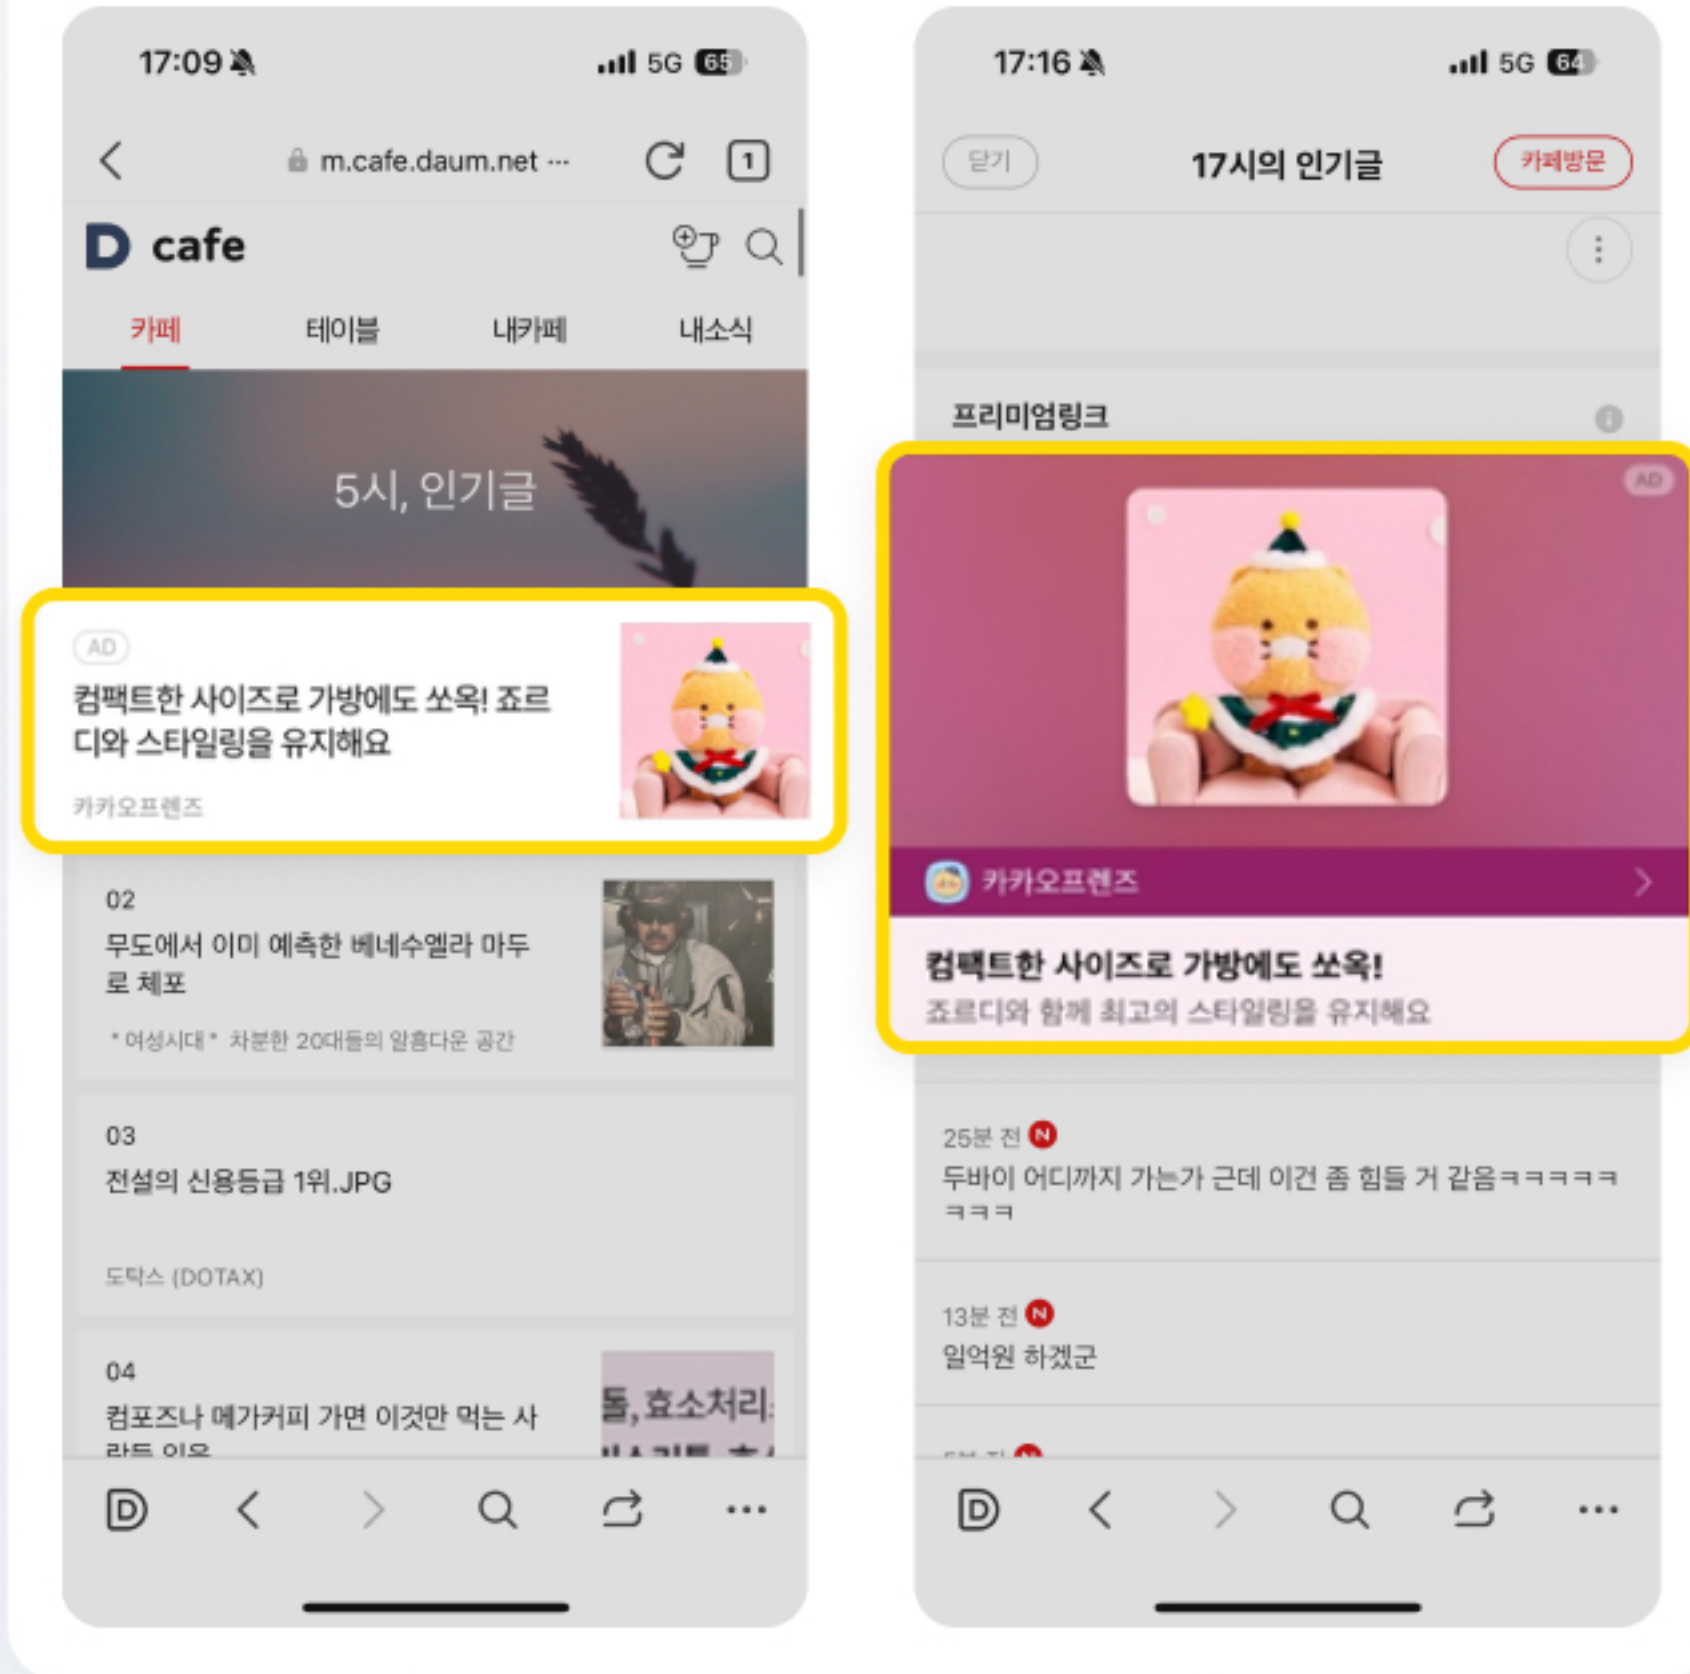 17:09
5G 65
m.cafe.daum.net ...
1
D cafe
카페 테이블 내카페 내소식
5시, 인기글
AD
컴팩트한 사이즈로 가방에도 쏘옥! 죠르
디와 스타일링을 유지해요
카카오프렌즈
02
무도에서 이미 예측한 베네수엘라 마두
로 체포
* 여성시대 * 차분한 20대들의 알흠다운 공간
03
전설의 신용등급 1위.JPG
도탁스 (DOTAX)
04
컴포즈나 메가커피 가면 이것만 먹는 사
람들 있음
돌, 효소처리
D
17:16
5G 64
닫기
17시의 인기글
카페방문
프리미엄링크
AD
카카오프렌즈
컴팩트한 사이즈로 가방에도 쏘옥!
죠르디와 함께 최고의 스타일링을 유지해요
25분 전 N
두바이 어디까지 가는가 근데 이건 좀 힘들 거 같음ㅋㅋㅋㅋㅋ
ㅋㅋㅋ
13분 전 N
일억원 하겠군
D